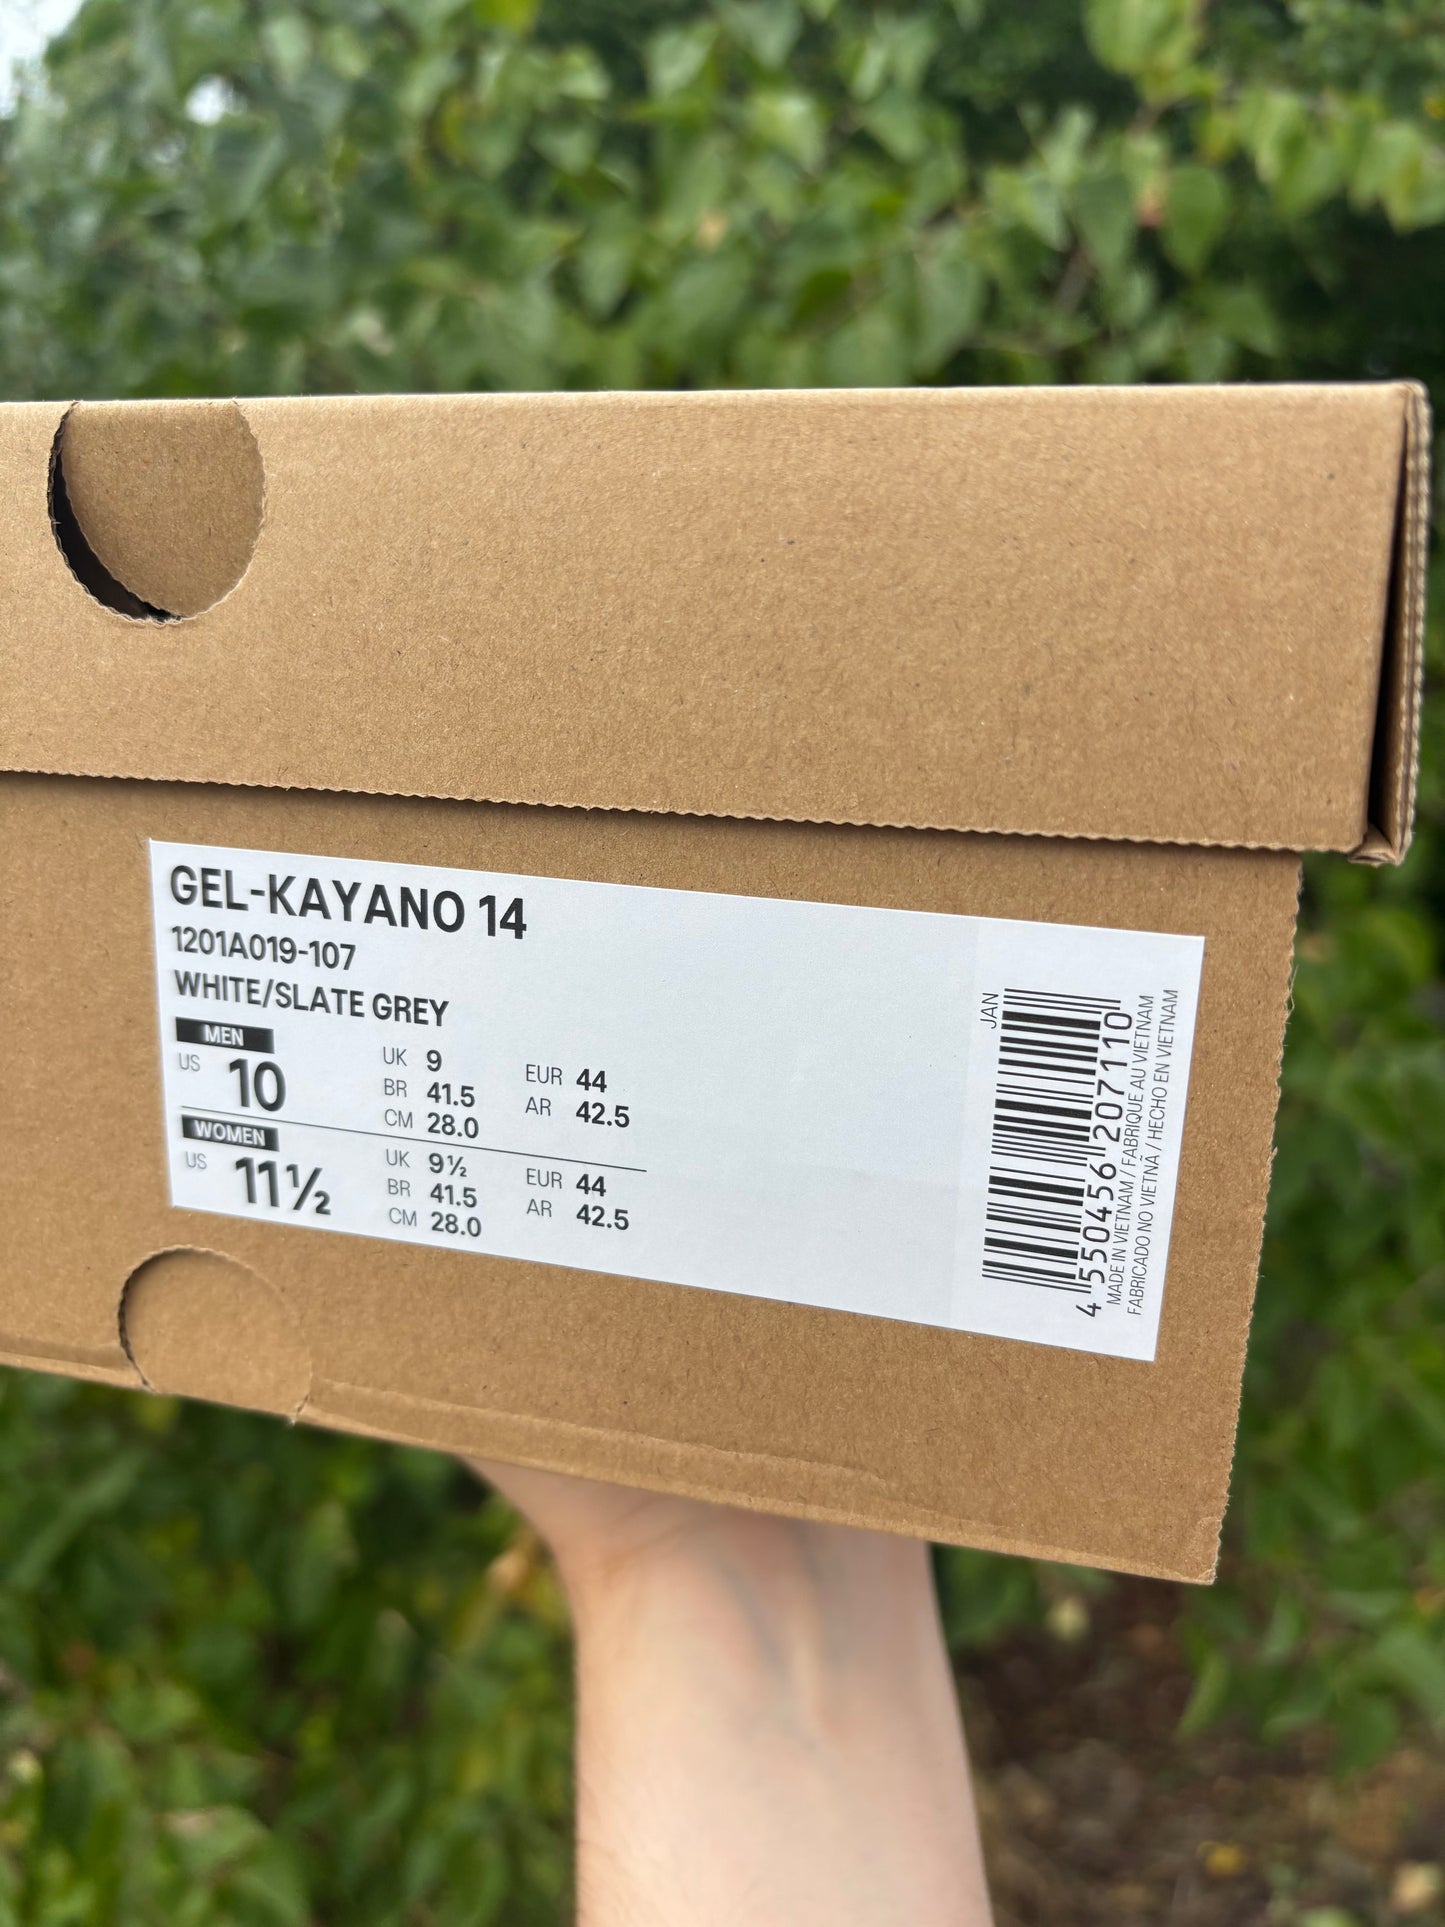 GEL-KAYANO 14
1201A019-107
WHITE/SLATE GREY
MEN
US 10
UK 9
BR 41.5
CM 28.0
EUR 44
AR 42.5
WOMEN
US 11½
UK 9½
BR 41.5
CM 28.0
EUR 44
AR 42.5
JAN
4 550456 207110
MADE IN VIETNAM / FABRIQUE AU VIETNAM
FABRICADO NO VIETNÃ / HECHO EN VIETNAM